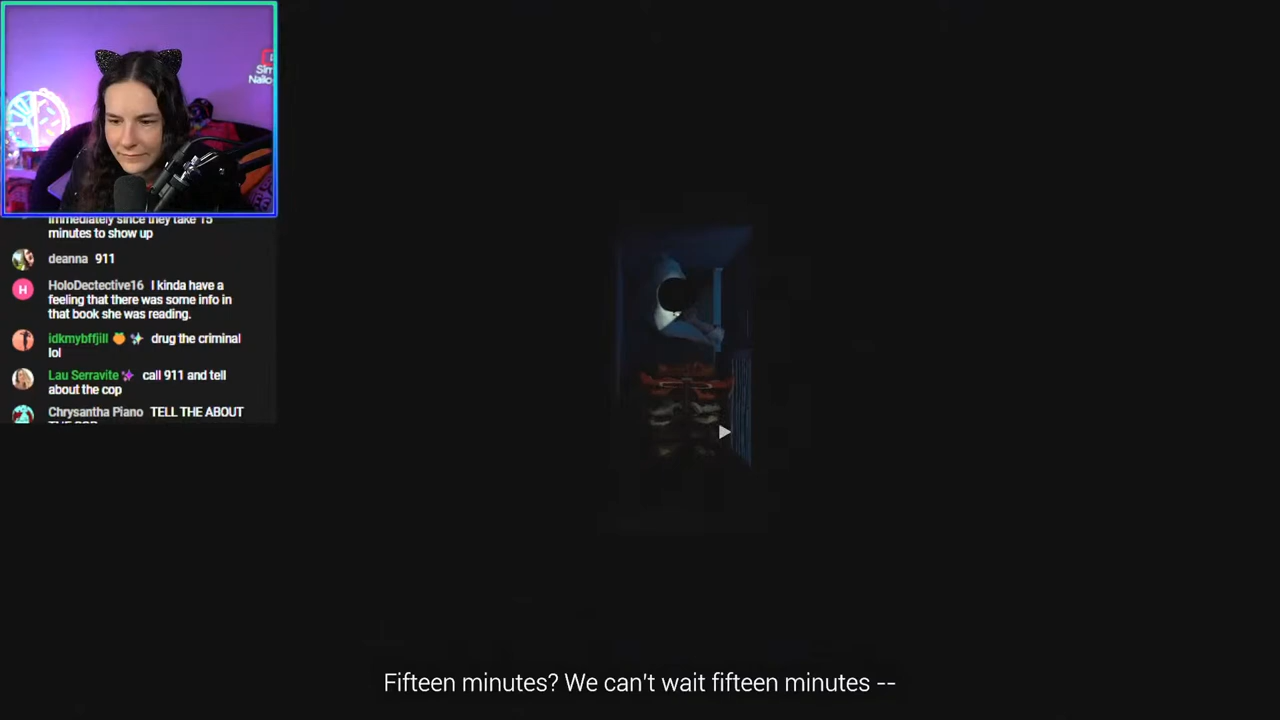 immediately since they take 15
minutes to show up
deanna 911
H
HoloDectective16 I kinda have a
feeling that there was some info in
that book she was reading.
idkmybffjill drug the criminal
lol
Lau Serravite call 911 and tell
about the cop
Chrysantha Piano TELL THE ABOUT
Fifteen minutes? We can't wait fifteen minutes --